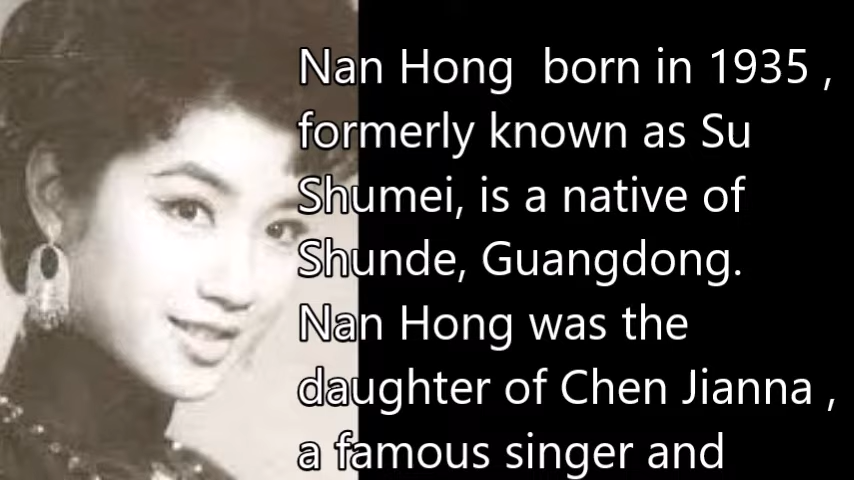 Nan Hong  born in 1935 ,
formerly known as Su
Shumei, is a native of
Shunde, Guangdong.
Nan Hong was the
daughter of Chen Jianna ,
a famous singer and